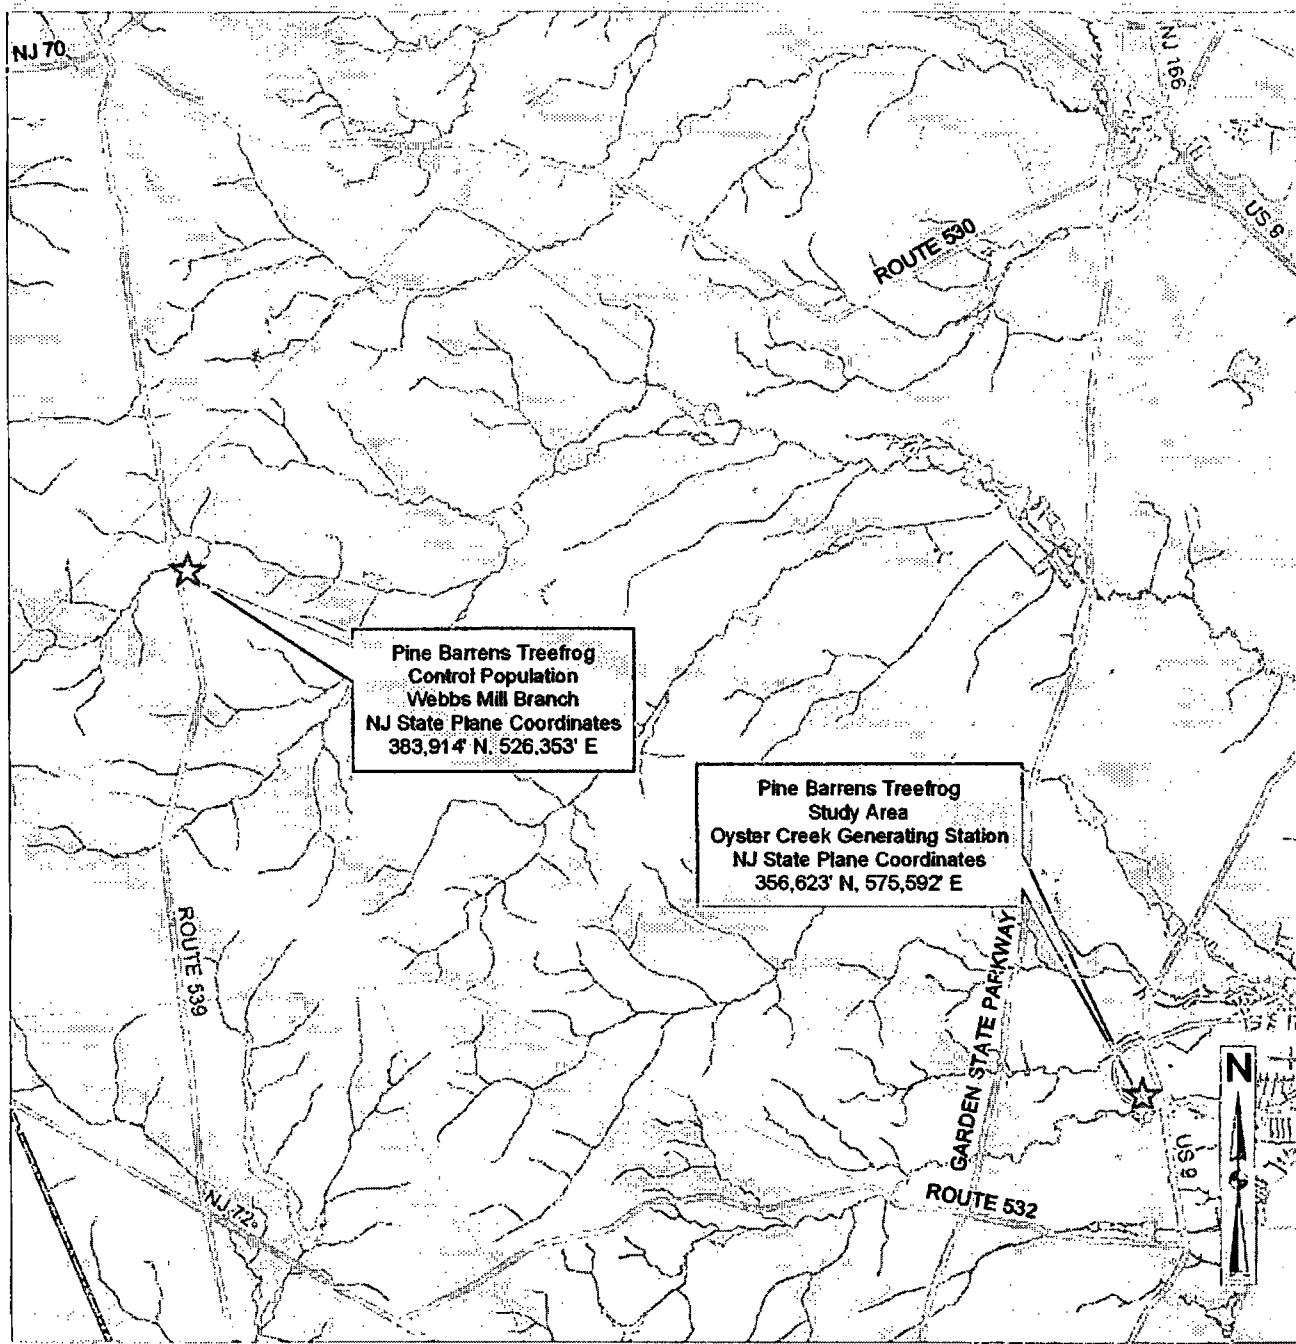 NJ 70
NJ 166
US 9
ROUTE 530
Pine Barrens Treefrog
Control Population
Webbs Mill Branch
NJ State Plane Coordinates
383,914' N, 526,353' E
Pine Barrens Treefrog
Study Area
Oyster Creek Generating Station
NJ State Plane Coordinates
356,623' N, 575,592' E
ROUTE 539
GARDEN STATE PARKWAY
N
US 9
NJ 72
ROUTE 532